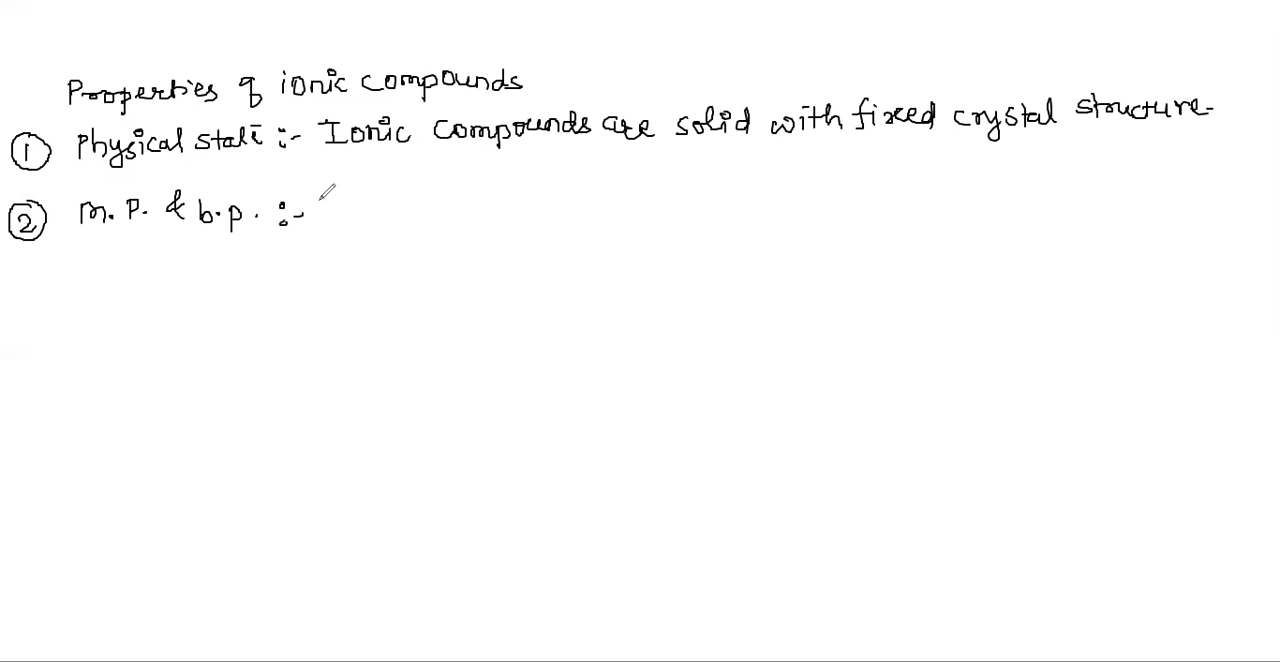 Properties of ionic compounds
① Physical state :- Ionic compounds are solid with fixed crystal structure-
② m. P. & b.p. :-